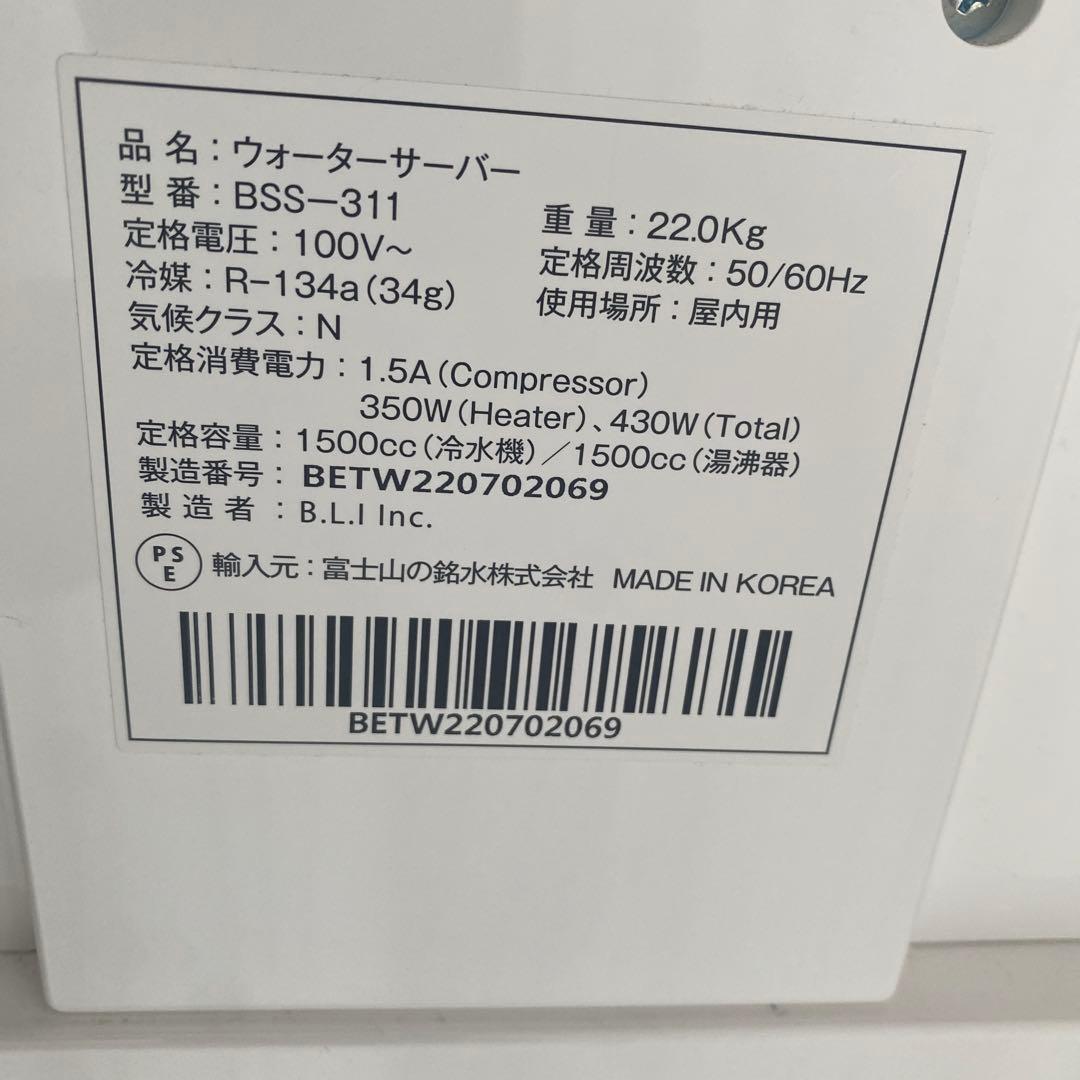 品 名：ウォーターサーバー
型 番：BSS−311
重 量：22.0Kg
定格電圧：100V〜
定格周波数：50/60Hz
冷媒：R−134a(34g)
使用場所：屋内用
気候クラス：N
定格消費電力：1.5A(Compressor)
350W(Heater)、430W(Total)
定格容量：1500cc(冷水機)／1500cc(湯沸器)
製造番号：BETW220702069
製 造 者 ：B.L.I Inc.
PS
E
輸入元：富士山の銘水株式会社 MADE IN KOREA
BETW220702069